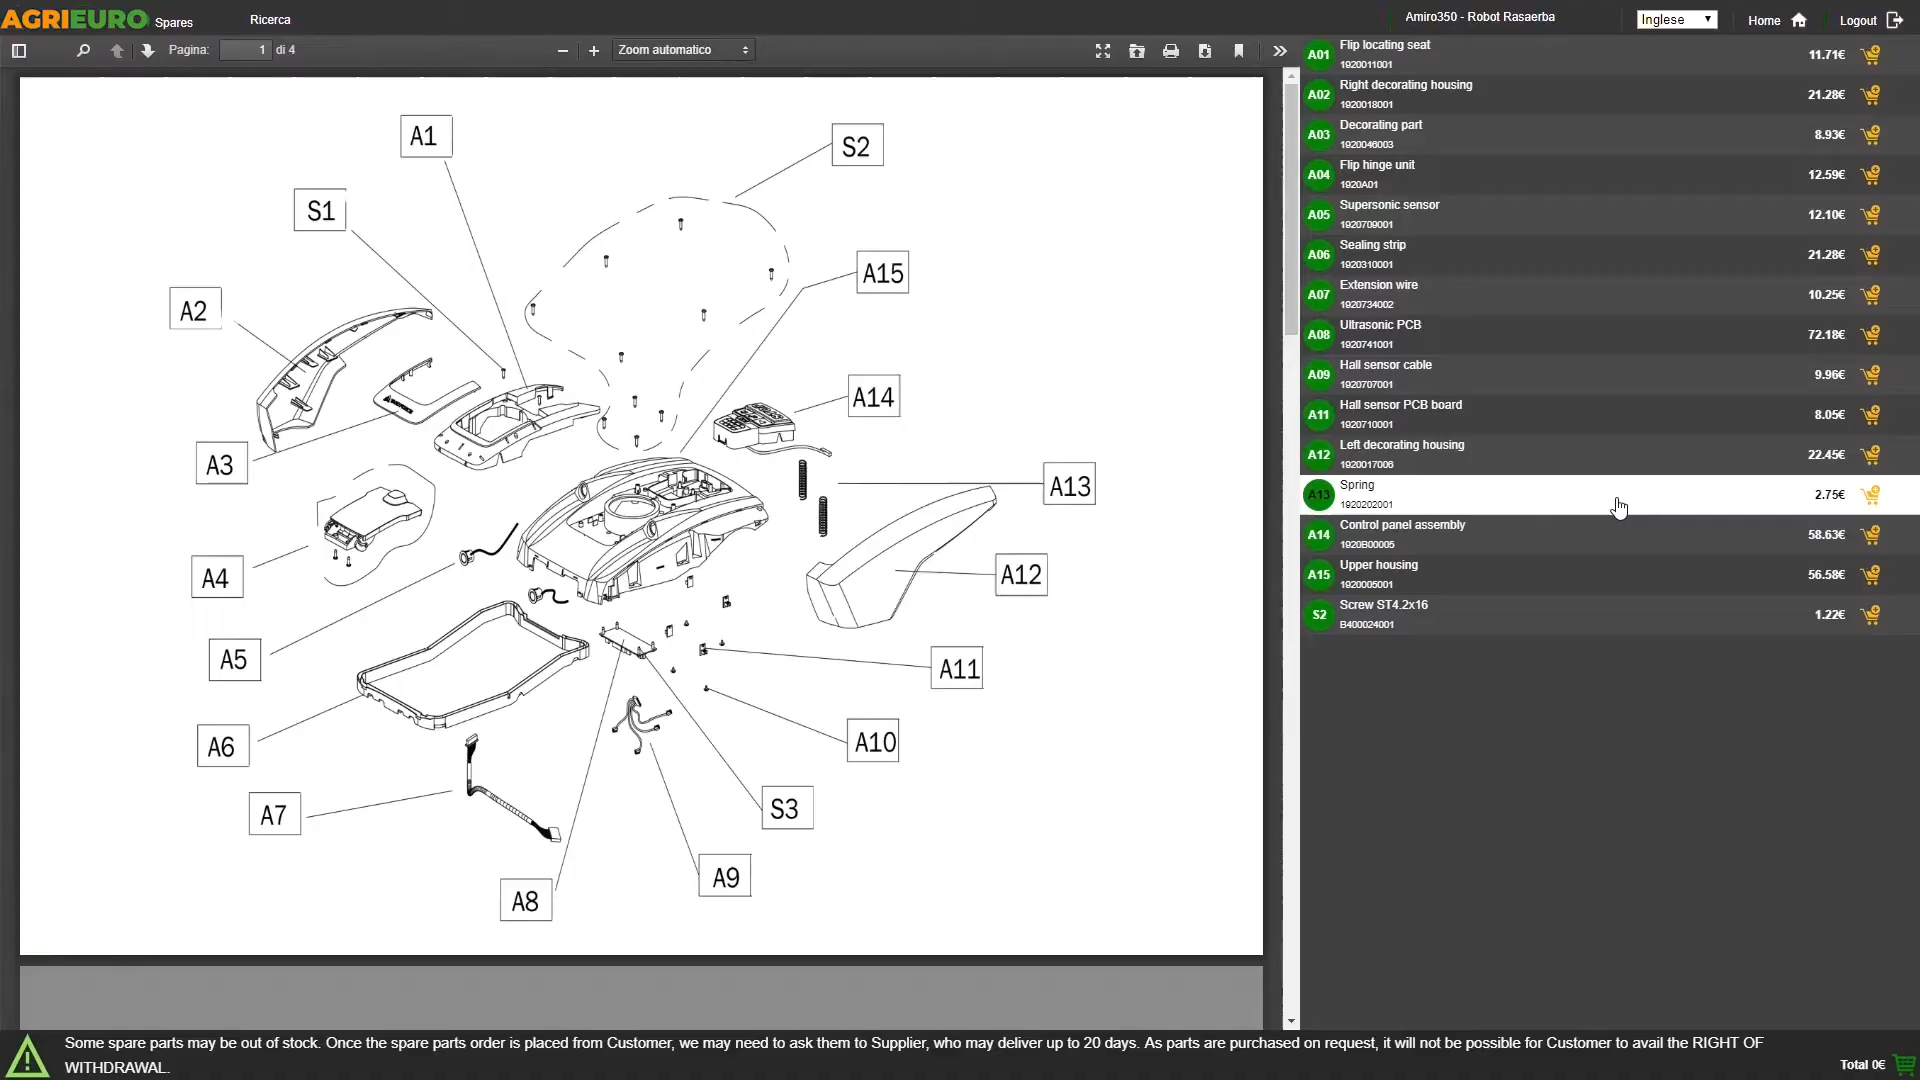 AGRIEURO Spares
Ricerca
Amiro350 - Robot Rasaerba
Inglese
Home
Logout
Pagina: 1 di 4
Zoom automatico
A1
S2
S1
A15
A2
A14
A3
A13
A4
A12
A5
A11
A6
A10
A7
S3
A9
A8
A01 Flip locating seat 11.71€
1920011001
A02 Right decorating housing 21.28€
1920018001
A03 Decorating part 8.93€
1920046003
A04 Flip hinge unit 12.59€
1920A01
A05 Supersonic sensor 12.10€
1920709001
A06 Sealing strip 21.28€
1920310001
A07 Extension wire 10.25€
1920734002
A08 Ultrasonic PCB 72.18€
1920741001
A09 Hall sensor cable 9.96€
1920707001
A11 Hall sensor PCB board 8.05€
1920710001
A12 Left decorating housing 22.45€
1920017006
A13 Spring 2.75€
1920202001
A14 Control panel assembly 58.63€
1920B00005
A15 Upper housing 56.58€
1920005001
S2 Screw ST4.2x16 1.22€
B400024001
Some spare parts may be out of stock. Once the spare parts order is placed from Customer, we may need to ask them to Supplier, who may deliver up to 20 days. As parts are purchased on request, it will not be possible for Customer to avail the RIGHT OF
WITHDRAWAL.
Total 0€